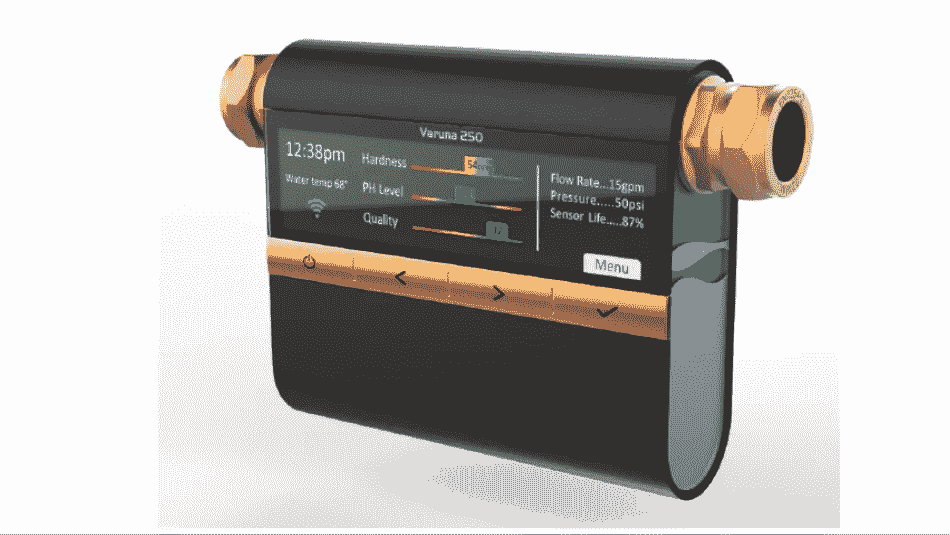 Varuna 250
12:38pm
Water temp 68°
Hardness
54
PH Level
Quality
Flow Rate...15gpm
Pressure.....50psi
Sensor Life.....87%
Menu